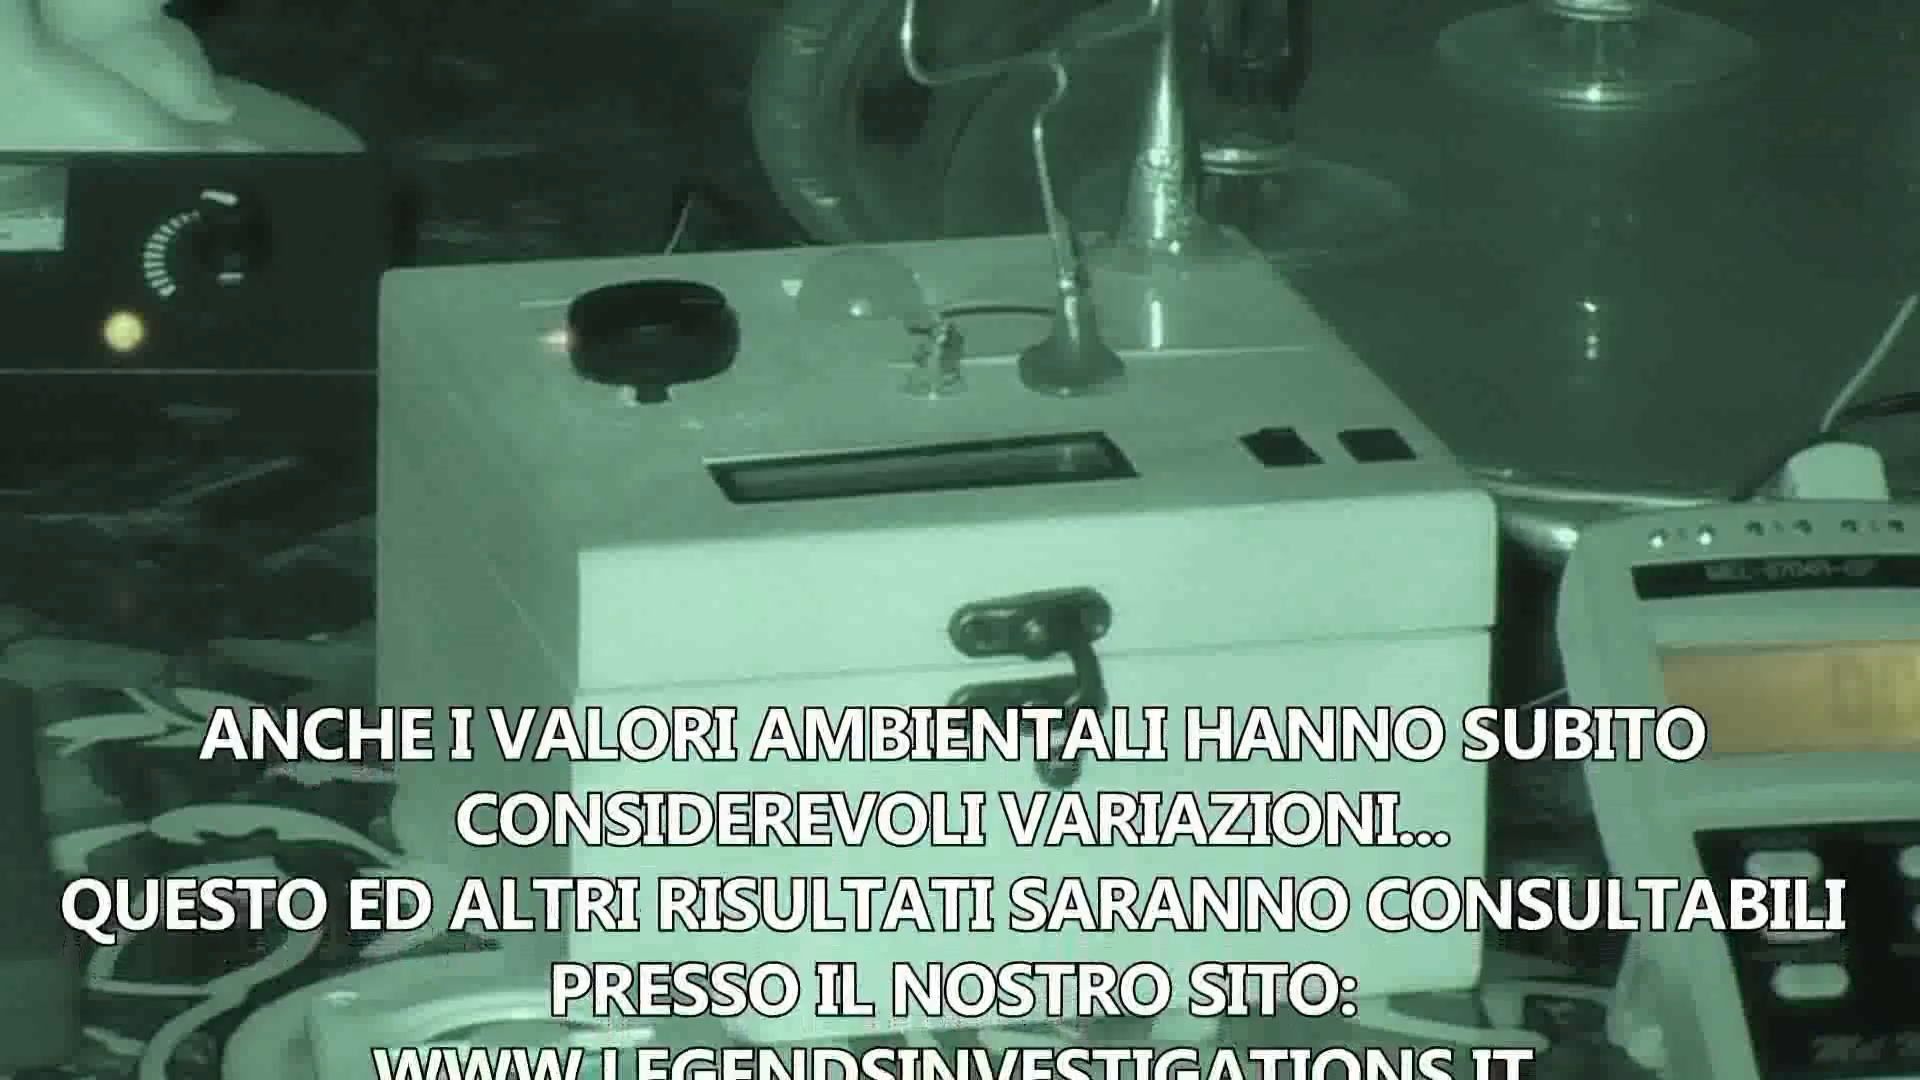 ANCHE I VALORI AMBIENTALI HANNO SUBITO
CONSIDEREVOLI VARIAZIONI...
QUESTO ED ALTRI RISULTATI SARANNO CONSULTABILI
PRESSO IL NOSTRO SITO:
WWW.LEGENDSINVESTIGATIONS.IT